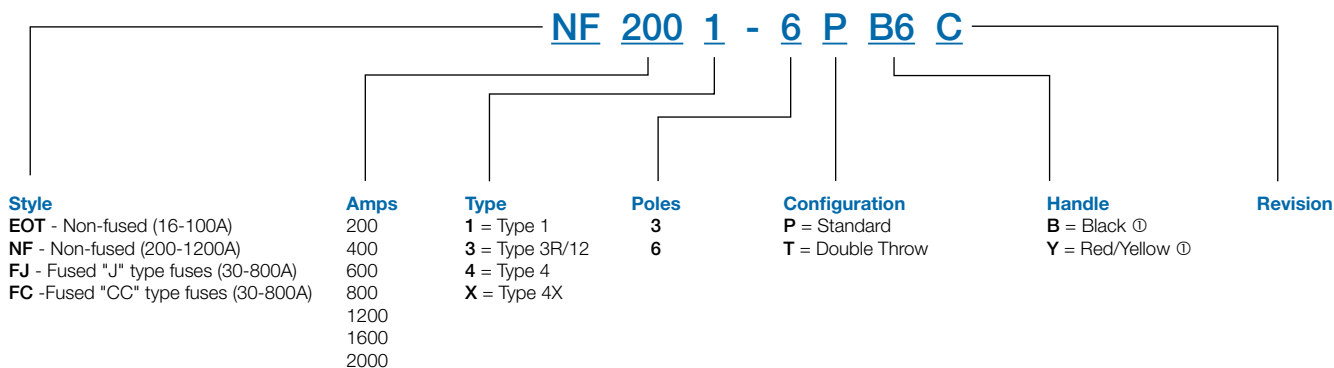 NF 200 1 - 6 P B6 C
Style
EOT - Non-fused (16-100A)
NF - Non-fused (200-1200A)
FJ - Fused "J" type fuses (30-800A)
FC -Fused "CC" type fuses (30-800A)
Amps
200
400
600
800
1200
1600
2000
Type
1 = Type 1
3 = Type 3R/12
4 = Type 4
X = Type 4X
Poles
3
6
Configuration
P = Standard
T = Double Throw
Handle
B = Black ①
Y = Red/Yellow ①
Revision